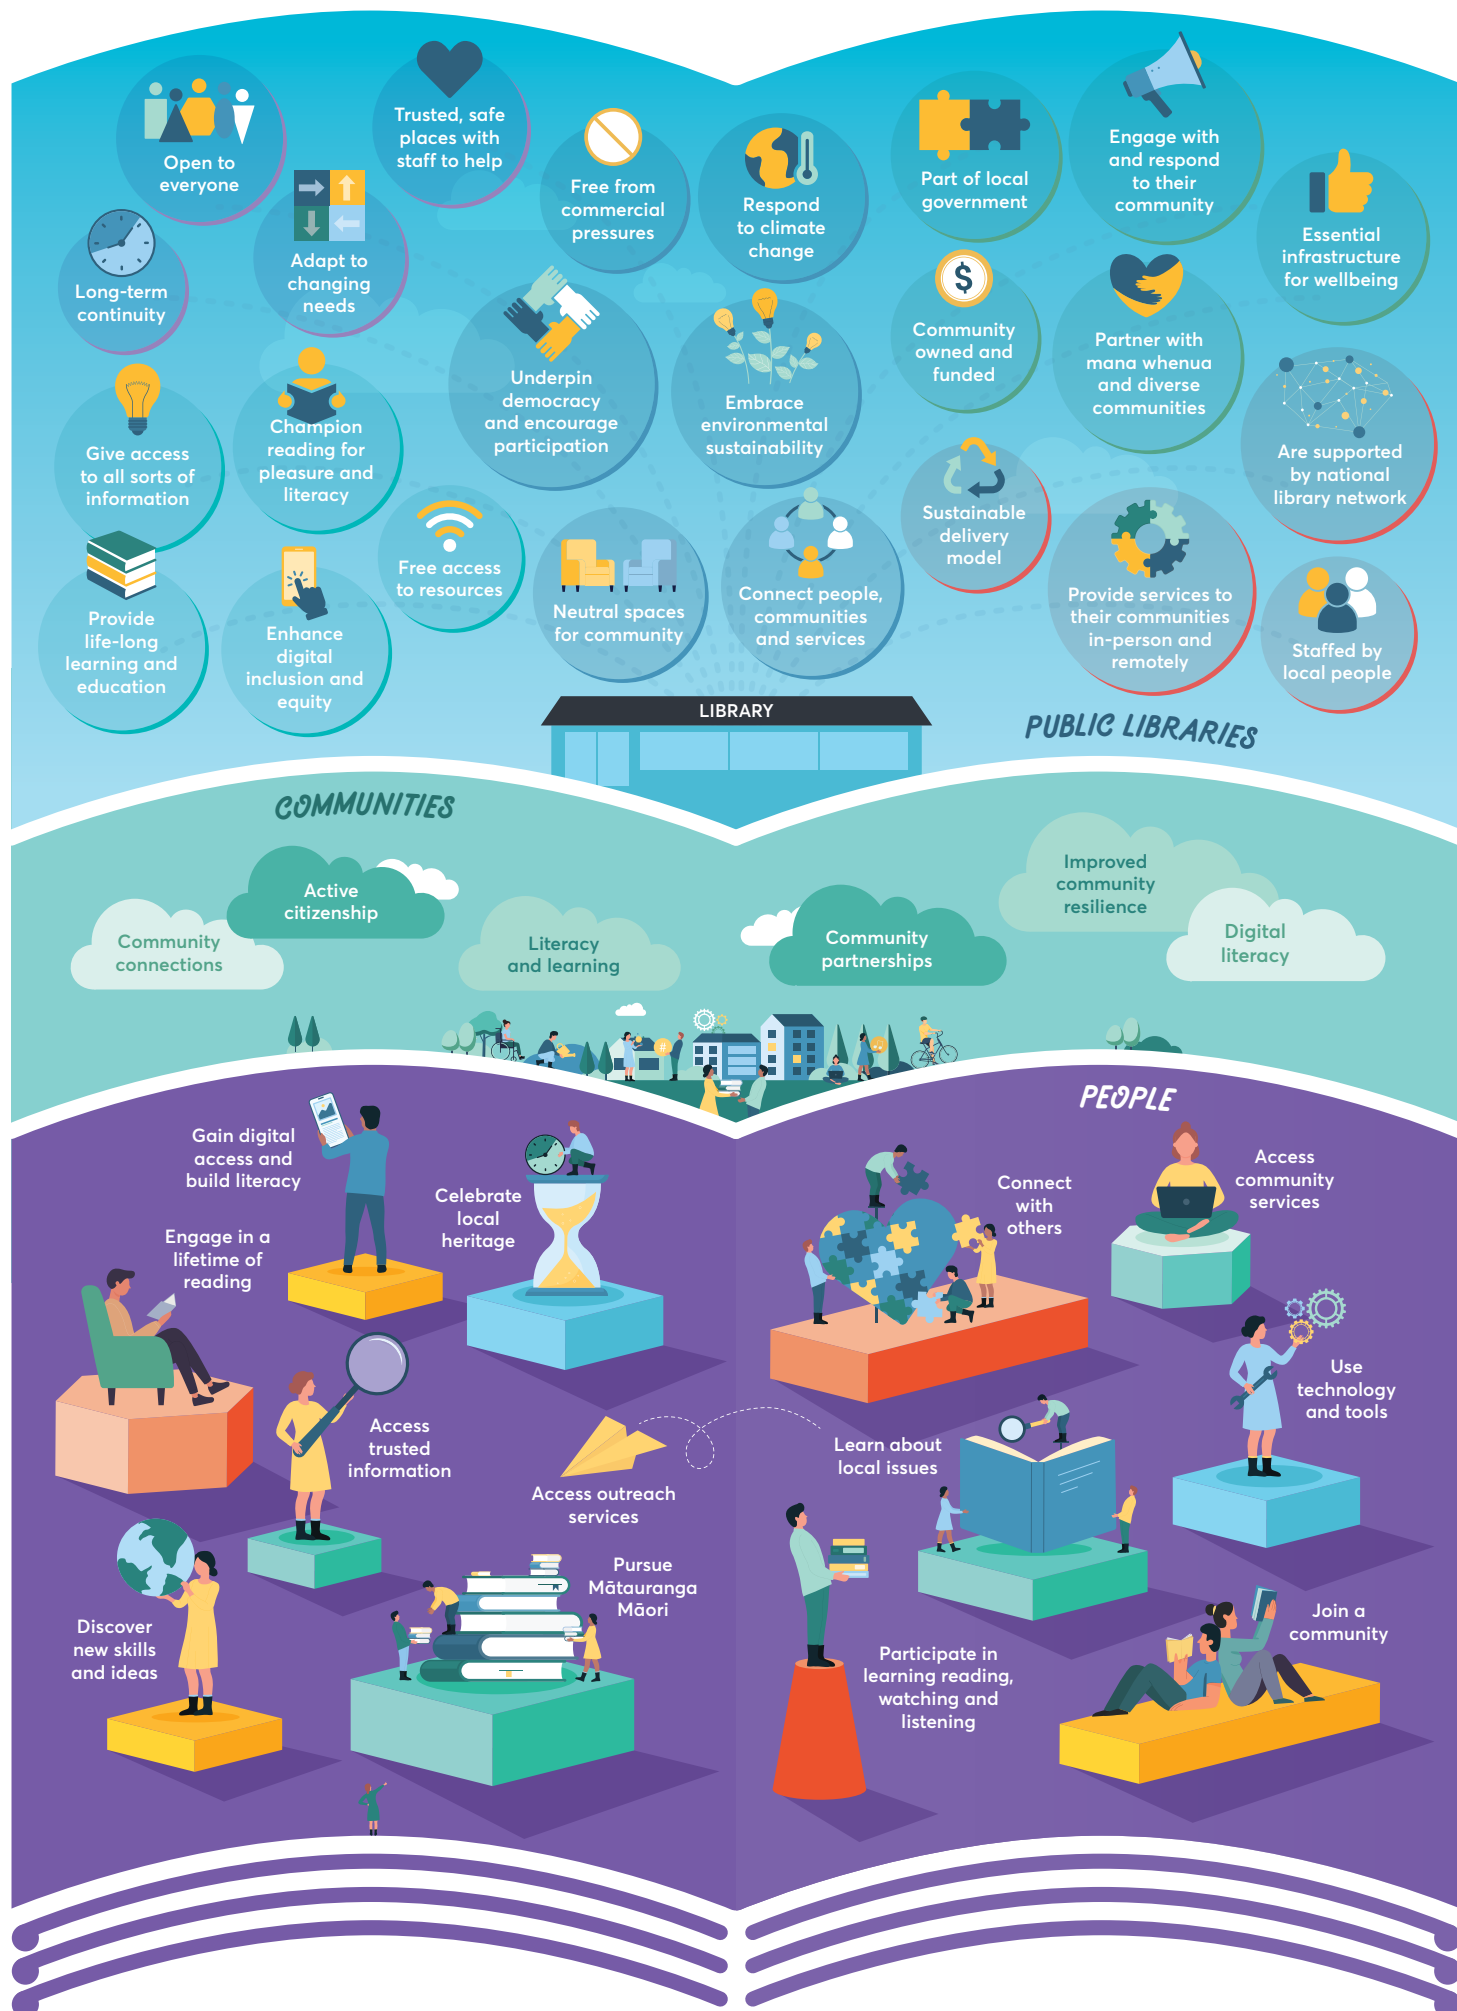 Open to
everyone
Trusted, safe
places with
staff to help
Long-term
continuity
Adapt to
changing
needs
Free from
commercial
pressures
Respond
to climate
change
Part of local
government
Engage with
and respond
to their
community
Essential
infrastructure
for wellbeing
Give access
to all sorts of
information
Champion
reading for
pleasure and
literacy
Underpin
democracy
and encourage
participation
Embrace
environmental
sustainability
$
Community
owned and
funded
Partner with
mana whenua
and diverse
communities
Are supported
by national
library network
Provide
life-long
learning and
education
Enhance
digital
inclusion and
equity
Free access
to resources
Neutral spaces
for community
Connect people,
communities
and services
Sustainable
delivery
model
Provide services to
their communities
in-person and
remotely
Staffed by
local people
LIBRARY
PUBLIC LIBRARIES
COMMUNITIES
Community
connections
Active
citizenship
Literacy
and learning
Community
partnerships
Improved
community
resilience
Digital
literacy
PEOPLE
Gain digital
access and
build literacy
Engage in a
lifetime of
reading
Celebrate
local
heritage
Access
trusted
information
Access outreach
services
Discover
new skills
and ideas
Pursue
Mātauranga
Māori
Connect
with
others
Access
community
services
Use
technology
and tools
Learn about
local issues
Participate in
learning reading,
watching and
listening
Join a
community